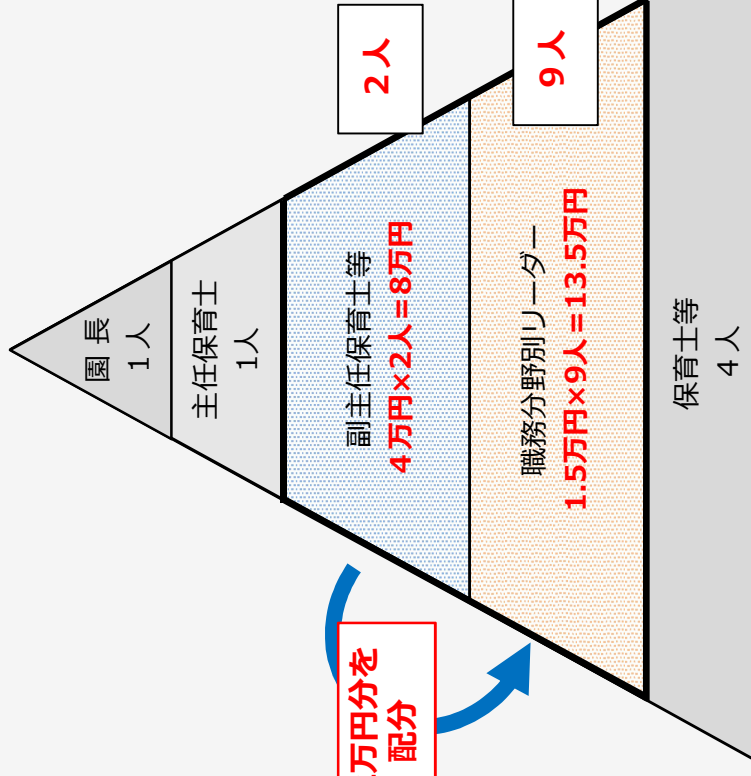 園 長
1人
主任保育士
1人
副主任保育士等
4万円×2人=8万円
2人
職務分野別リーダー
1.5万円×9人=13.5万円
9人
保育士等
4人
万円分を
配分